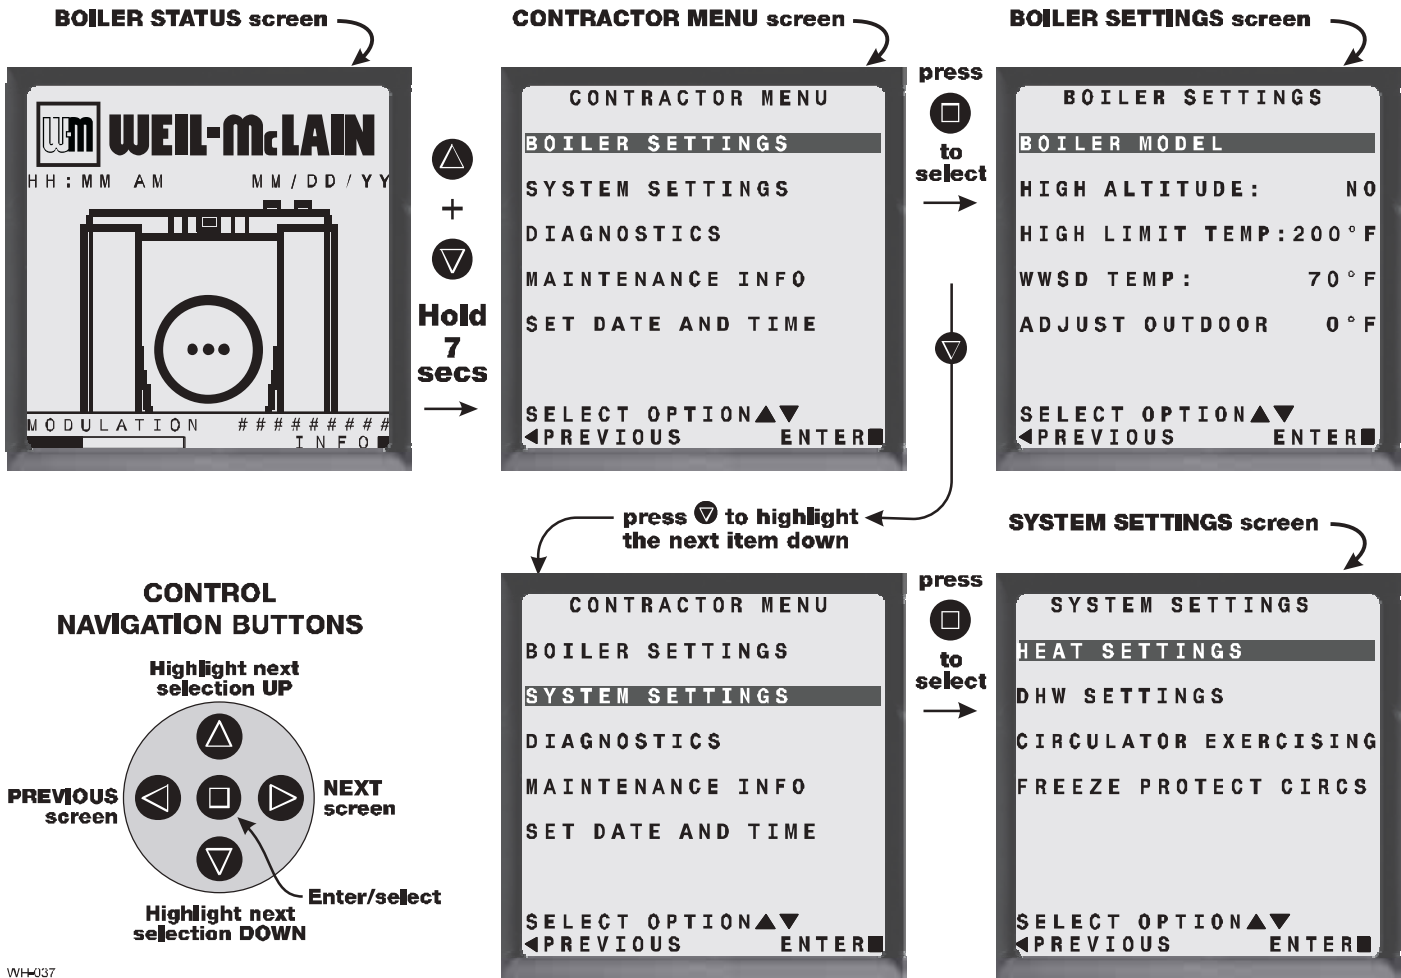 BOILER STATUS screen
WM WEIL-McLAIN
HH:MM AM MM/DD/YY
MODULATION #########
INFO■
△
+
▽
Hold
7
secs
CONTRACTOR MENU screen
CONTRACTOR MENU
BOILER SETTINGS
SYSTEM SETTINGS
DIAGNOSTICS
MAINTENANCE INFO
SET DATE AND TIME
SELECT OPTION▲▼
◀PREVIOUS ENTER■
press
to
select
BOILER SETTINGS screen
BOILER SETTINGS
BOILER MODEL
HIGH ALTITUDE: NO
HIGH LIMIT TEMP:200°F
WWSD TEMP: 70°F
ADJUST OUTDOOR 0°F
SELECT OPTION▲▼
◀PREVIOUS ENTER■
press ▽ to highlight
the next item down
CONTROL
NAVIGATION BUTTONS
Highlight next
selection UP
PREVIOUS
screen
NEXT
screen
Enter/select
Highlight next
selection DOWN
CONTRACTOR MENU
BOILER SETTINGS
SYSTEM SETTINGS
DIAGNOSTICS
MAINTENANCE INFO
SET DATE AND TIME
SELECT OPTION▲▼
◀PREVIOUS ENTER■
press
to
select
SYSTEM SETTINGS screen
SYSTEM SETTINGS
HEAT SETTINGS
DHW SETTINGS
CIRCULATOR EXERCISING
FREEZE PROTECT CIRCS
SELECT OPTION▲▼
◀PREVIOUS ENTER■
WH-037